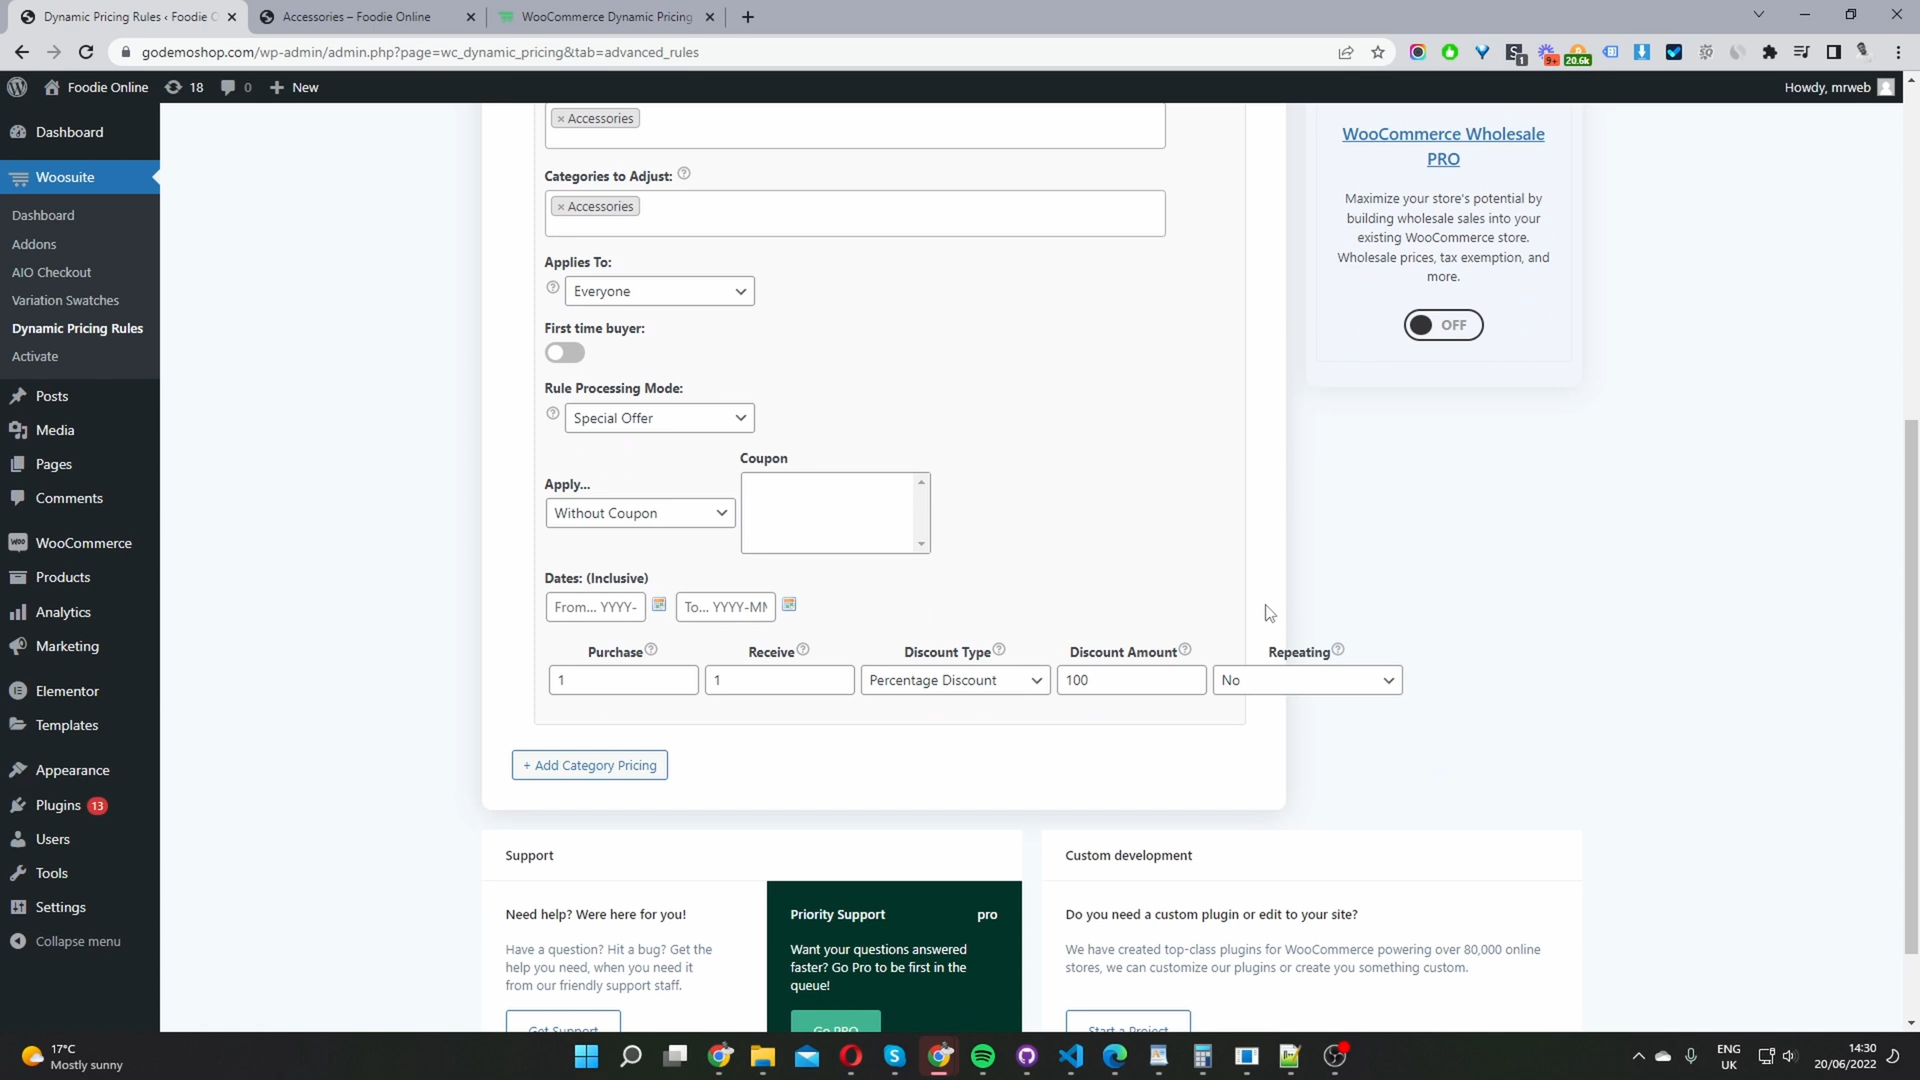 Dynamic Pricing Rules ‹ Foodie O
Accessories – Foodie Online
WooCommerce Dynamic Pricing
godemoshop.com/wp-admin/admin.php?page=wc_dynamic_pricing&tab=advanced_rules
1
9+
20.6k
Foodie Online
18
0
New
Howdy, mrweb
Dashboard
Woosuite
Dashboard
Addons
AIO Checkout
Variation Swatches
Dynamic Pricing Rules
Activate
Posts
Media
Pages
Comments
WooCommerce
Products
Analytics
Marketing
Elementor
Templates
Appearance
Plugins 13
Users
Tools
Settings
Collapse menu
× Accessories
Categories to Adjust:
× Accessories
Applies To:
Everyone
First time buyer:
Rule Processing Mode:
Special Offer
Coupon
Apply...
Without Coupon
Dates: (Inclusive)
From... YYYY-
To... YYYY-MM
Purchase Receive Discount Type Discount Amount Repeating
1 1 Percentage Discount 100 No
+ Add Category Pricing
WooCommerce Wholesale
PRO
Maximize your store's potential by
building wholesale sales into your
existing WooCommerce store.
Wholesale prices, tax exemption, and
more.
OFF
Support
Need help? Were here for you!
Have a question? Hit a bug? Get the
help you need, when you need it
from our friendly support staff.
Get Support
Priority Support pro
Want your questions answered
faster? Go Pro to be first in the
queue!
Go PRO
Custom development
Do you need a custom plugin or edit to your site?
We have created top-class plugins for WooCommerce powering over 80,000 online
stores, we can customize our plugins or create you something custom.
Start a Project
17°C
Mostly sunny
ENG
UK
14:30
20/06/2022